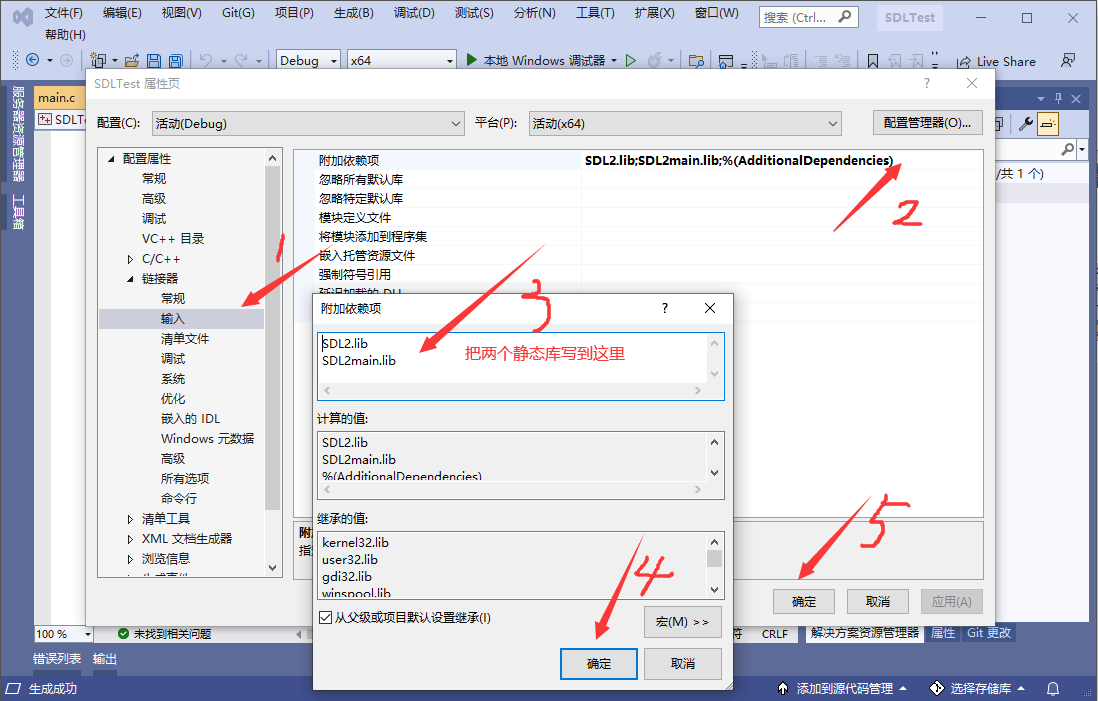 文件(F) 编辑(E) 视图(V) Git(G) 项目(P) 生成(B) 调试(D) 测试(S) 分析(N) 工具(T) 扩展(X) 窗口(W) 搜索 (Ctrl... SDLTest
帮助(H)
Debug x64 本地 Windows 调试器 Live Share
服务器资源管理器
工具箱
main.c
SDLTest 属性页 ?
配置(C): 活动(Debug) 平台(P): 活动(x64) 配置管理器(O)...
配置属性
常规
高级
调试
VC++ 目录
C/C++
链接器
常规
输入
清单文件
调试
系统
优化
嵌入的 IDL
Windows 元数据
高级
所有选项
命令行
清单工具
XML 文档生成器
浏览信息
附加依赖项 SDL2.lib;SDL2main.lib;%(AdditionalDependencies)
忽略所有默认库
忽略特定默认库
模块定义文件
将模块添加到程序集
嵌入托管资源文件
强制符号引用
/共 1 个)
1
2
3
4
5
附加依赖项 ?
SDL2.lib
SDL2main.lib
把两个静态库写到这里
计算的值:
SDL2.lib
SDL2main.lib
%(AdditionalDependencies)
继承的值:
kernel32.lib
user32.lib
gdi32.lib
winspool.lib
从父级或项目默认设置继承(I)
宏(M) >>
确定 取消
确定 取消 应用(A)
100 % 未找到相关问题 符 CRLF 解决方案资源管理器 属性 Git 更改
错误列表 输出
生成成功 添加到源代码管理 选择存储库